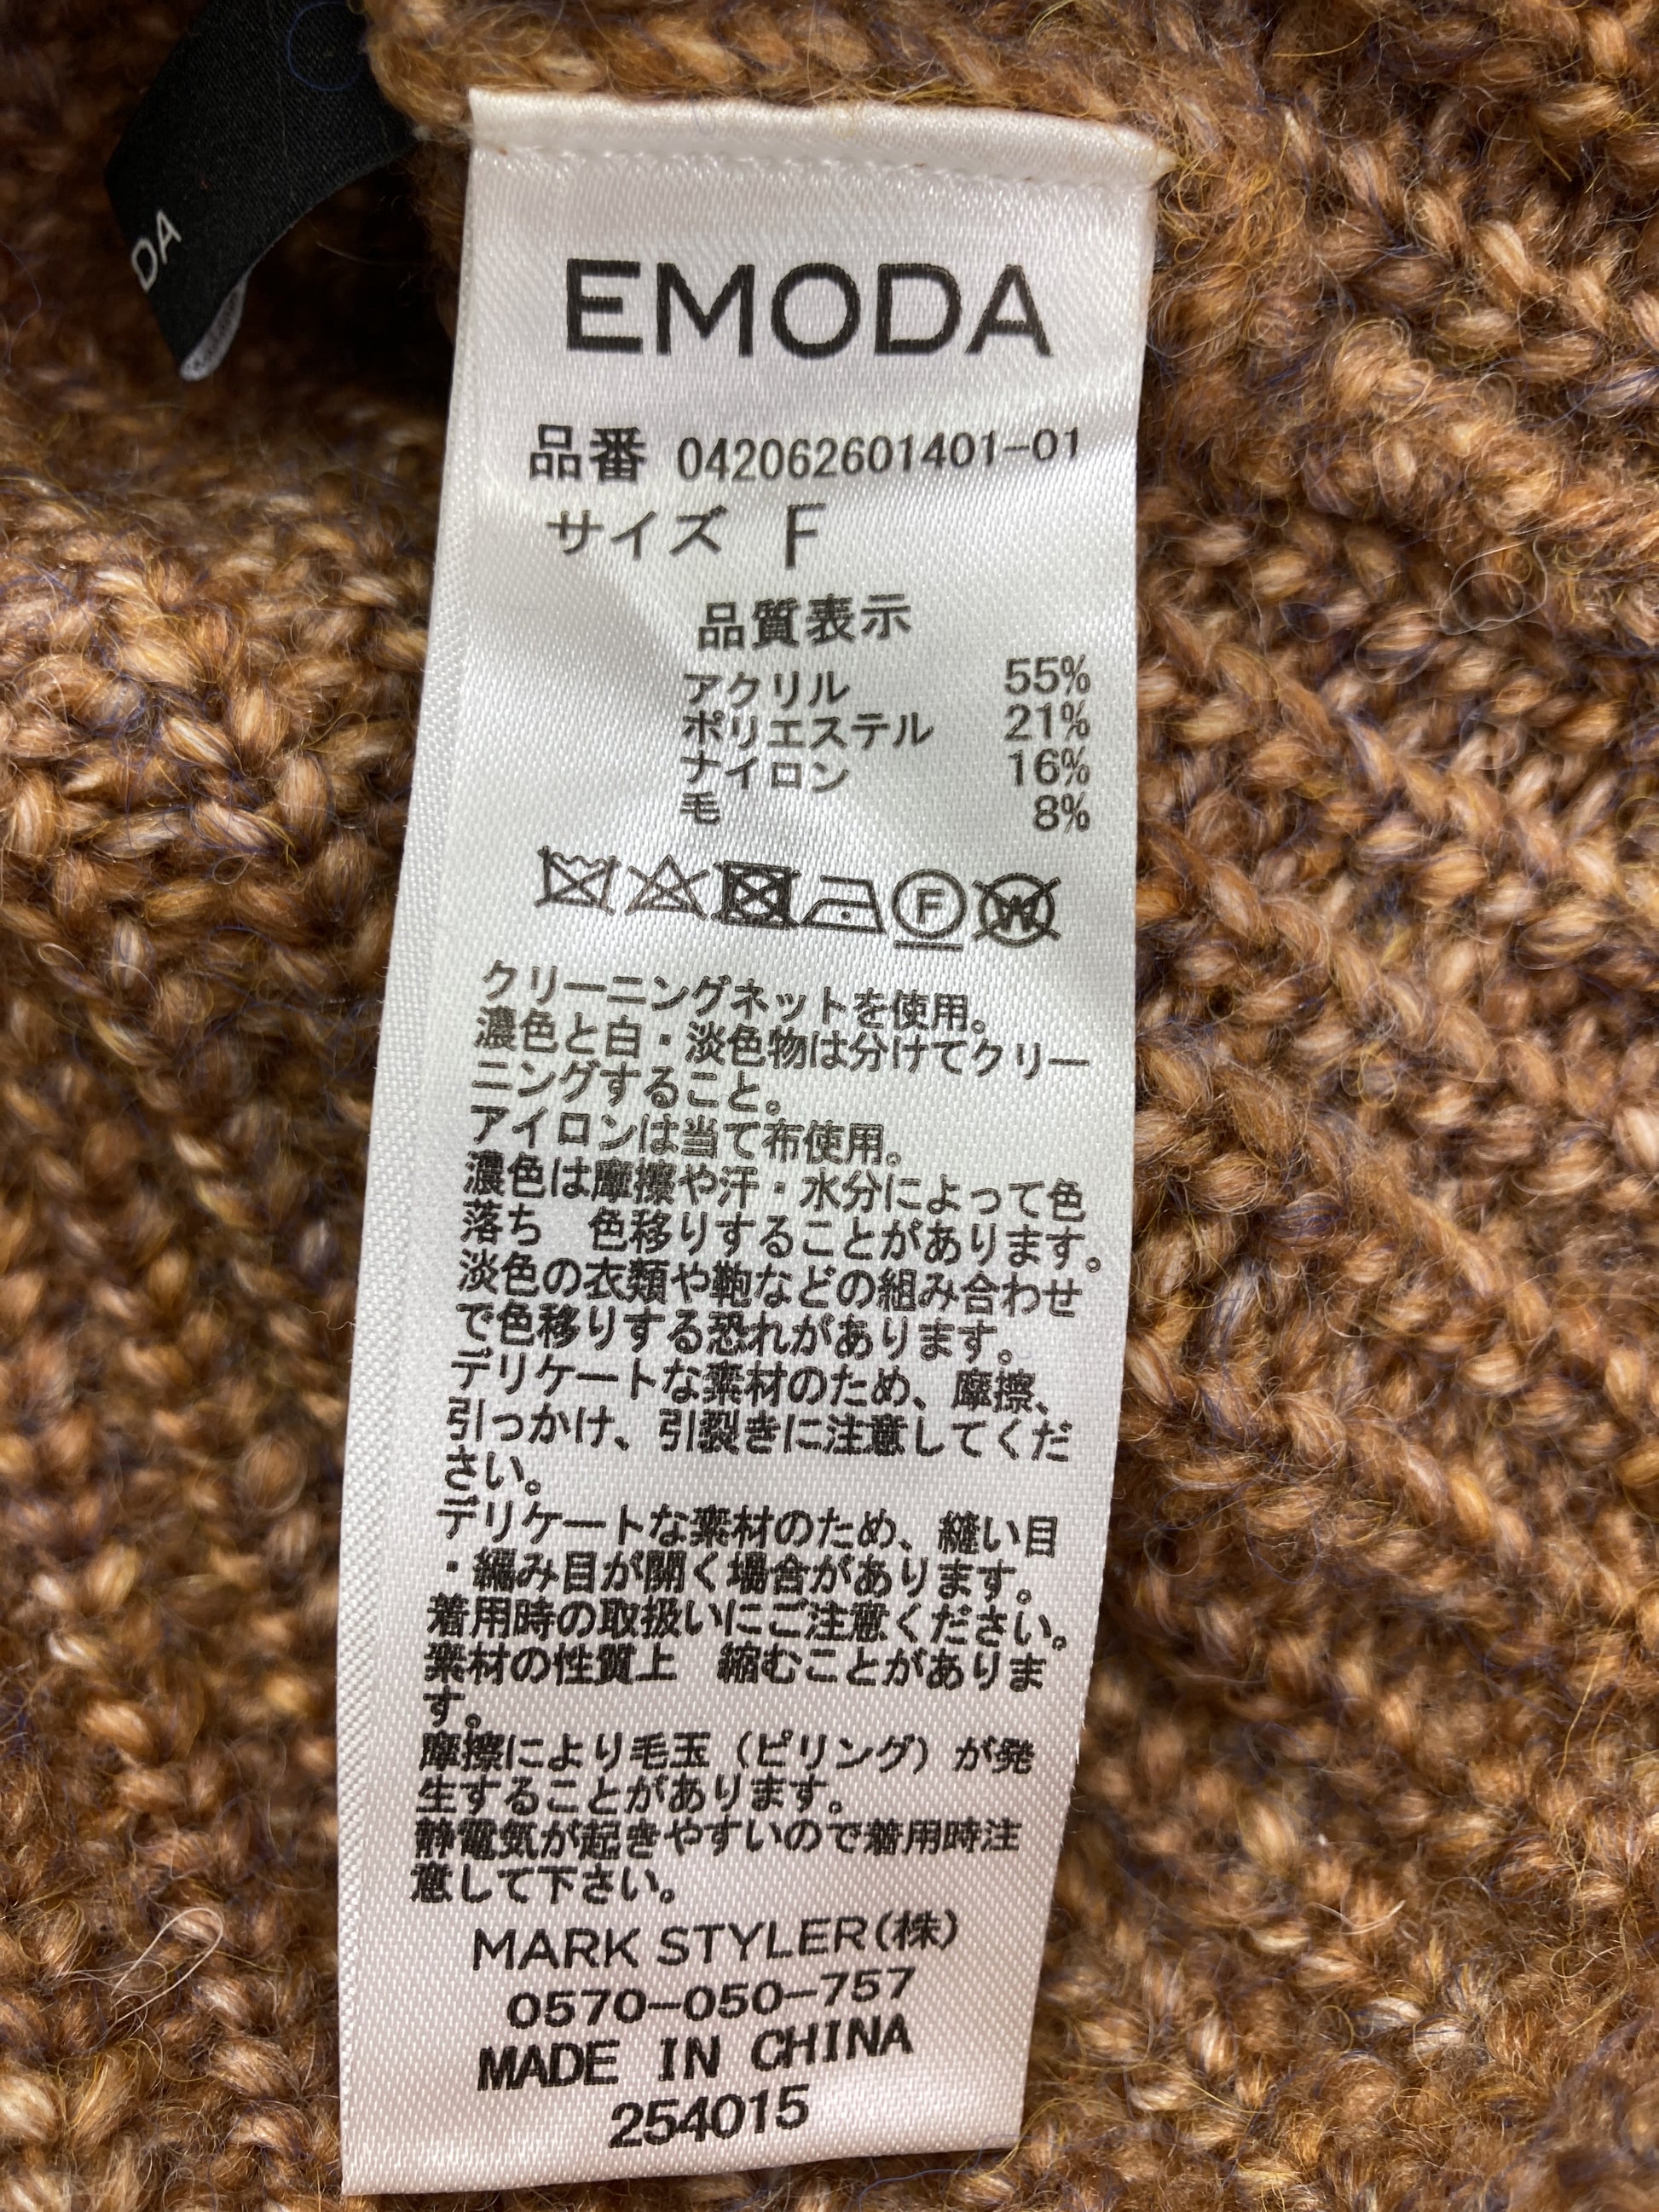 DA
EMODA
品番 042062601401-01
サイズ F
品質表示
アクリル 55%
ポリエステル 21%
ナイロン 16%
毛 8%
F
W
クリーニングネットを使用。
濃色と白・淡色物は分けてクリー
ニングすること。
アイロンは当て布使用。
濃色は摩擦や汗・水分によって色
落ち　色移りすることがあります。
淡色の衣類や鞄などの組み合わせ
で色移りする恐れがあります。
デリケートな素材のため、摩擦、
引っかけ、引裂きに注意してくだ
さい。
デリケートな素材のため、縫い目
・編み目が開く場合があります。
着用時の取扱いにご注意ください。
素材の性質上　縮むことがありま
す。
摩擦により毛玉（ピリング）が発
生することがあります。
静電気が起きやすいので着用時注
意して下さい。
MARK STYLER(株)
0570-050-757
MADE IN CHINA
254015